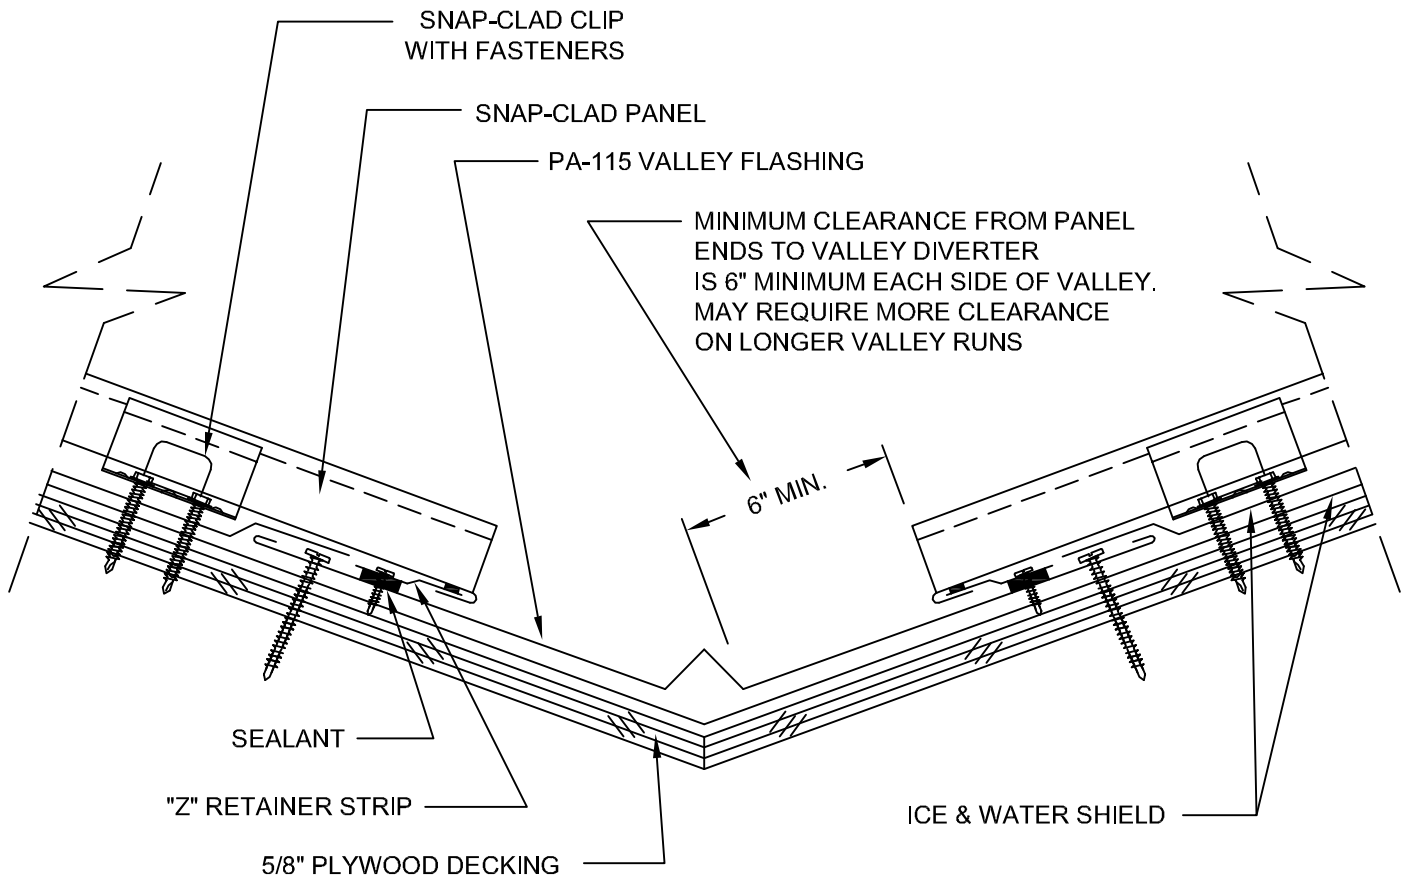 SNAP-CLAD CLIP
WITH FASTENERS
SNAP-CLAD PANEL
PA-115 VALLEY FLASHING
MINIMUM CLEARANCE FROM PANEL
ENDS TO VALLEY DIVERTER
IS 6" MINIMUM EACH SIDE OF VALLEY.
MAY REQUIRE MORE CLEARANCE
ON LONGER VALLEY RUNS
6" MIN.
SEALANT
"Z" RETAINER STRIP
ICE & WATER SHIELD
5/8" PLYWOOD DECKING